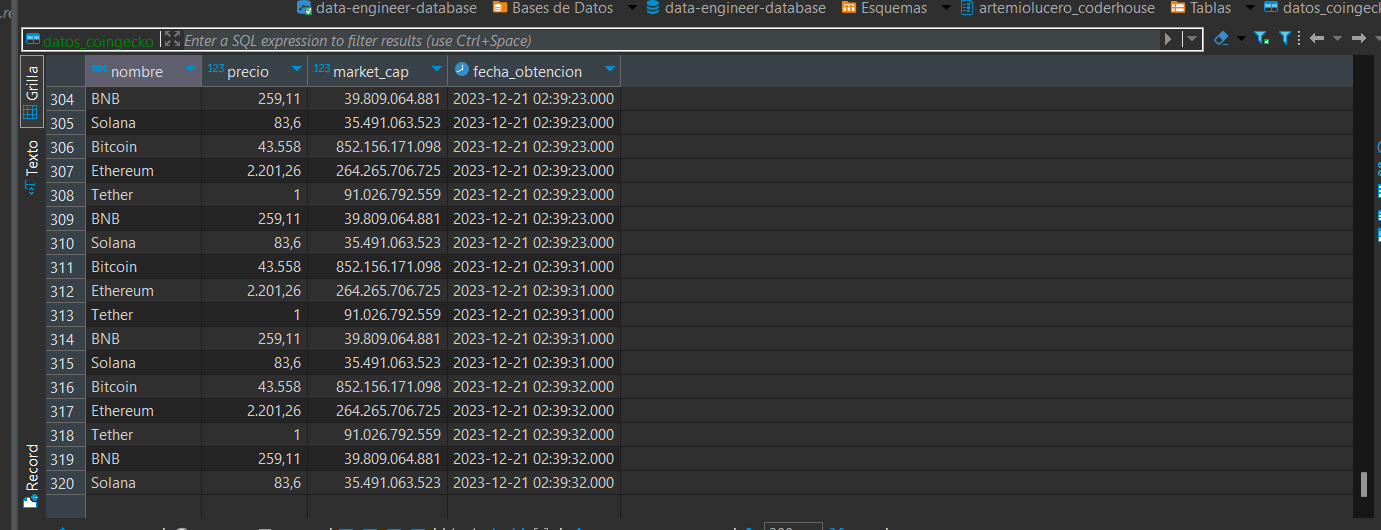 data-engineer-database Bases de Datos data-engineer-database Esquemas artemiolucero_coderhouse Tablas datos_coingeck
datos_coingecko Enter a SQL expression to filter results (use Ctrl+Space)
Grilla
Texto
Record
ABC nombre 123 precio 123 market_cap fecha_obtencion
304 BNB 259,11 39.809.064.881 2023-12-21 02:39:23.000
305 Solana 83,6 35.491.063.523 2023-12-21 02:39:23.000
306 Bitcoin 43.558 852.156.171.098 2023-12-21 02:39:23.000
307 Ethereum 2.201,26 264.265.706.725 2023-12-21 02:39:23.000
308 Tether 1 91.026.792.559 2023-12-21 02:39:23.000
309 BNB 259,11 39.809.064.881 2023-12-21 02:39:23.000
310 Solana 83,6 35.491.063.523 2023-12-21 02:39:23.000
311 Bitcoin 43.558 852.156.171.098 2023-12-21 02:39:31.000
312 Ethereum 2.201,26 264.265.706.725 2023-12-21 02:39:31.000
313 Tether 1 91.026.792.559 2023-12-21 02:39:31.000
314 BNB 259,11 39.809.064.881 2023-12-21 02:39:31.000
315 Solana 83,6 35.491.063.523 2023-12-21 02:39:31.000
316 Bitcoin 43.558 852.156.171.098 2023-12-21 02:39:32.000
317 Ethereum 2.201,26 264.265.706.725 2023-12-21 02:39:32.000
318 Tether 1 91.026.792.559 2023-12-21 02:39:32.000
319 BNB 259,11 39.809.064.881 2023-12-21 02:39:32.000
320 Solana 83,6 35.491.063.523 2023-12-21 02:39:32.000